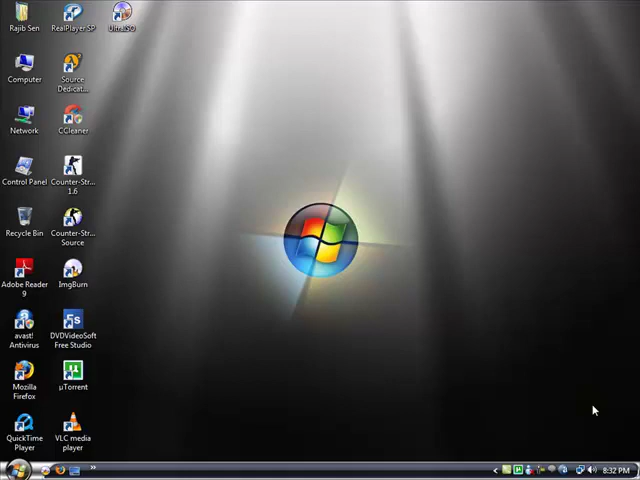 Rajib Sen
RealPlayer SP
UltraISO
Computer
Source
Dedicat...
Network
CCleaner
Control Panel
Counter-Str...
1.6
Recycle Bin
Counter-Str...
Source
Adobe Reader
9
ImgBurn
avast!
Antivirus
DVDVideoSoft
Free Studio
Mozilla
Firefox
µTorrent
QuickTime
Player
VLC media
player
8:32 PM